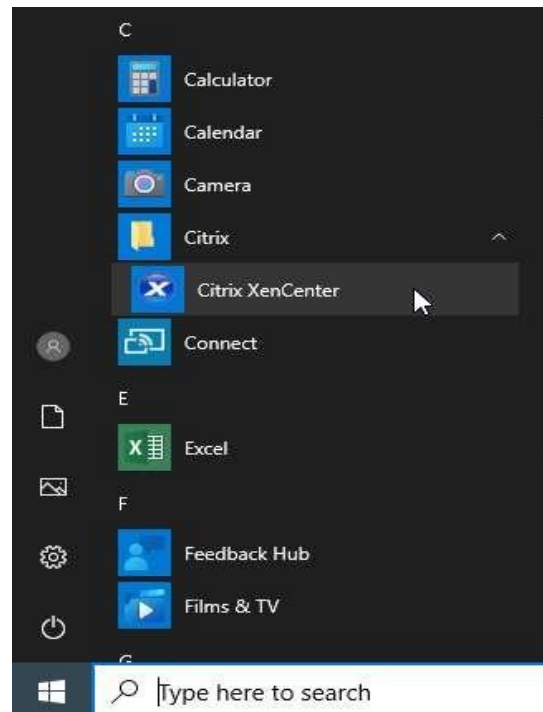 C
Calculator
Calendar
Camera
Citrix
Citrix XenCenter
Connect
E
Excel
F
Feedback Hub
Films & TV
G
Type here to search